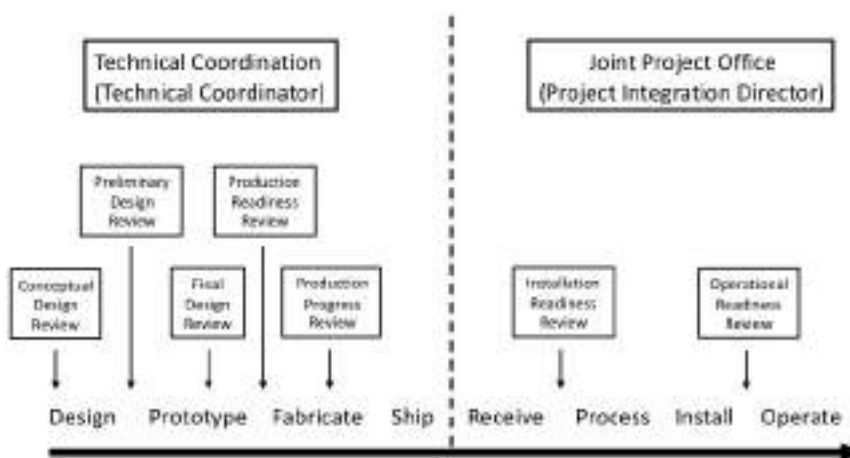 Technical Coordination
(Technical Coordinator)
Joint Project Office
(Project Integration Director)
Preliminary
Design
Review
Production
Readiness
Review
Conceptual
Design
Review
Final
Design
Review
Production
Progress
Review
Installation
Readiness
Review
Operational
Readiness
Review
Design Prototype Fabricate Ship Receive Process Install Operate